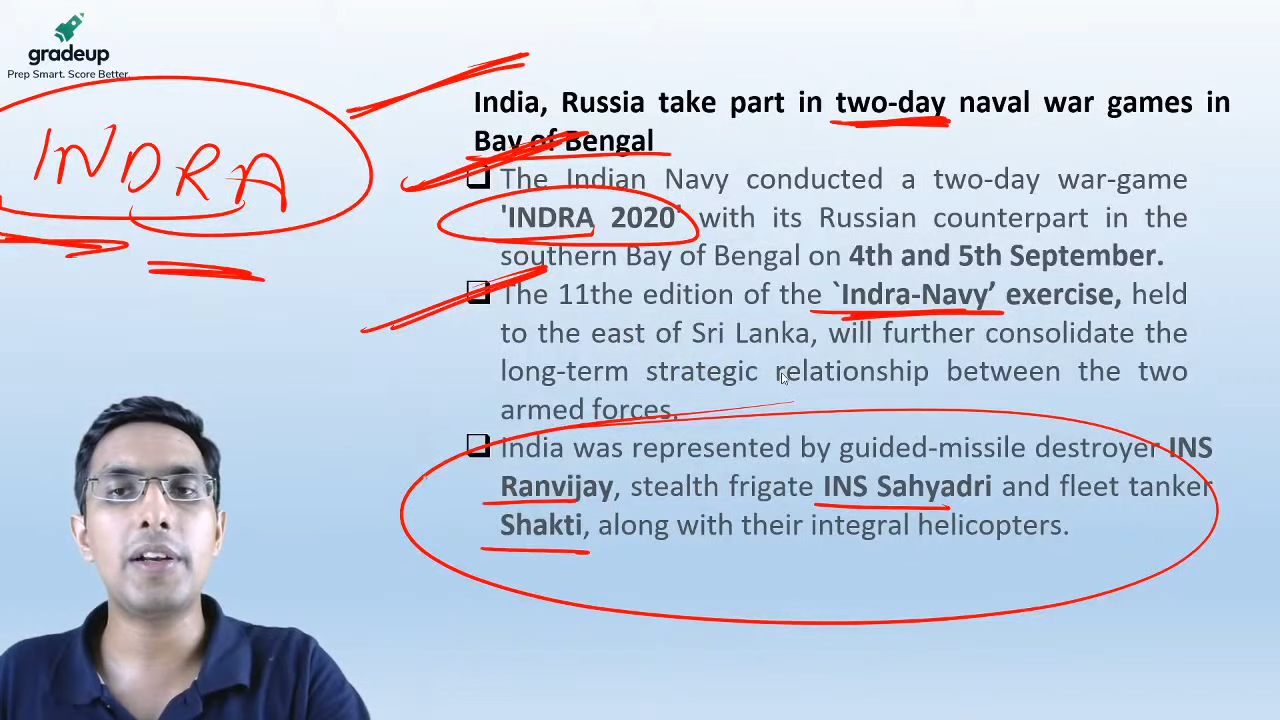 gradeup
Prep Smart. Score Better.
INDRA
India, Russia take part in two-day naval war games in
Bay of Bengal
The Indian Navy conducted a two-day war-game
'INDRA 2020' with its Russian counterpart in the
southern Bay of Bengal on 4th and 5th September.
The 11the edition of the `Indra-Navy’ exercise, held
to the east of Sri Lanka, will further consolidate the
long-term strategic relationship between the two
armed forces.
India was represented by guided-missile destroyer INS
Ranvijay, stealth frigate INS Sahyadri and fleet tanker
Shakti, along with their integral helicopters.